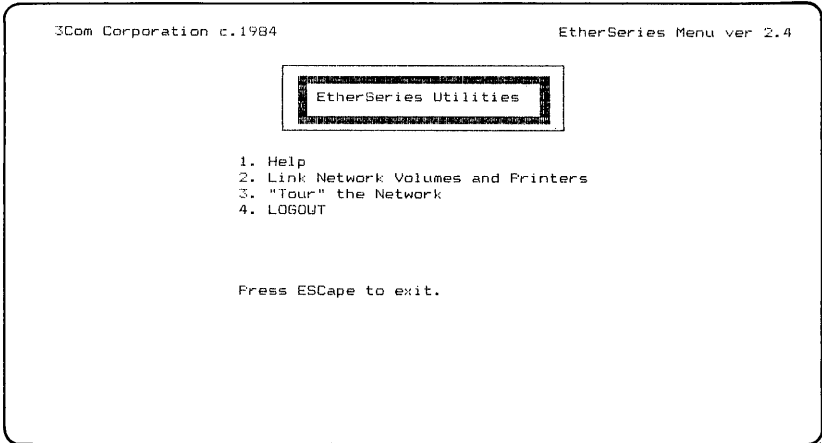 3Com Corporation c.1984 EtherSeries Menu ver 2.4
EtherSeries Utilities
1. Help
2. Link Network Volumes and Printers
3. "Tour" the Network
4. LOGOUT
Press ESCape to exit.